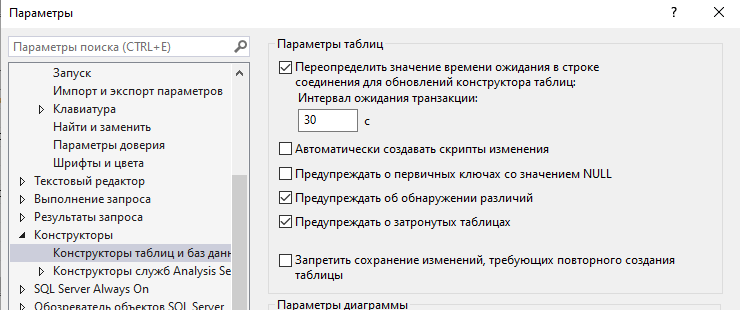 Параметры
? ×
Параметры поиска (CTRL+E)
Запуск
Импорт и экспорт параметров
Клавиатура
Найти и заменить
Параметры доверия
Шрифты и цвета
Текстовый редактор
Выполнение запроса
Результаты запроса
Конструкторы
Конструкторы таблиц и баз данн
Конструкторы служб Analysis Se
SQL Server Always On
Обозреватель объектов SQL Server
Параметры таблиц
Переопределить значение времени ожидания в строке
соединения для обновлений конструктора таблиц:
Интервал ожидания транзакции:
30 с
Автоматически создавать скрипты изменения
Предупреждать о первичных ключах со значением NULL
Предупреждать об обнаружении различий
Предупреждать о затронутых таблицах
Запретить сохранение изменений, требующих повторного создания
таблицы
Параметры диаграммы